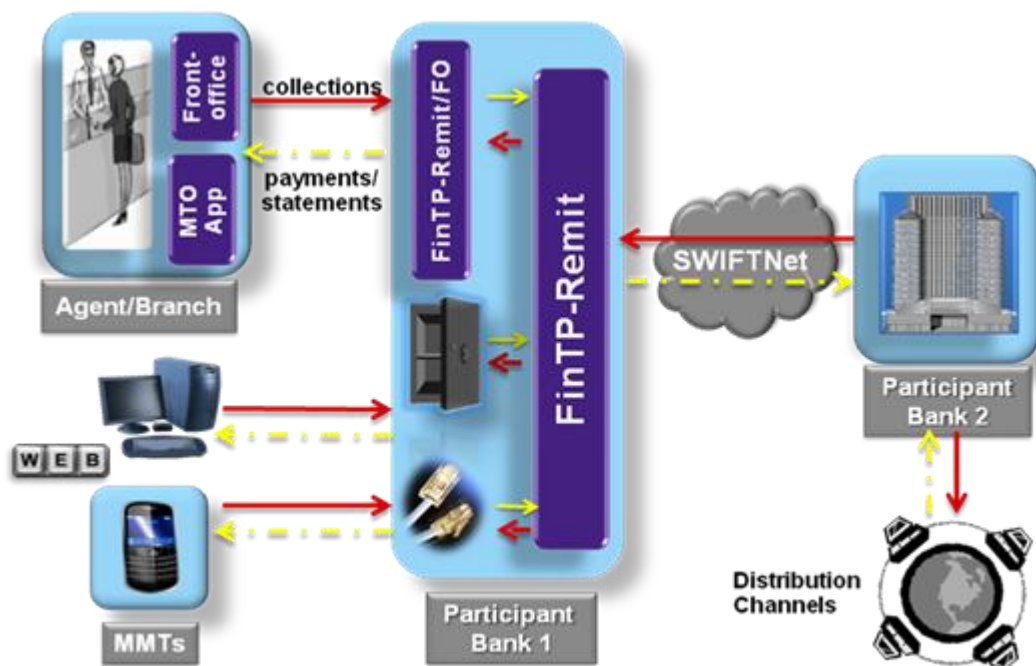 Front-
office
MTO
App
Agent/Branch
collections
payments/
statements
FinTP-Remit/FO
FinTP-Remit
SWIFTNet
Participant
Bank 2
WEB
MMTs
Participant
Bank 1
Distribution
Channels